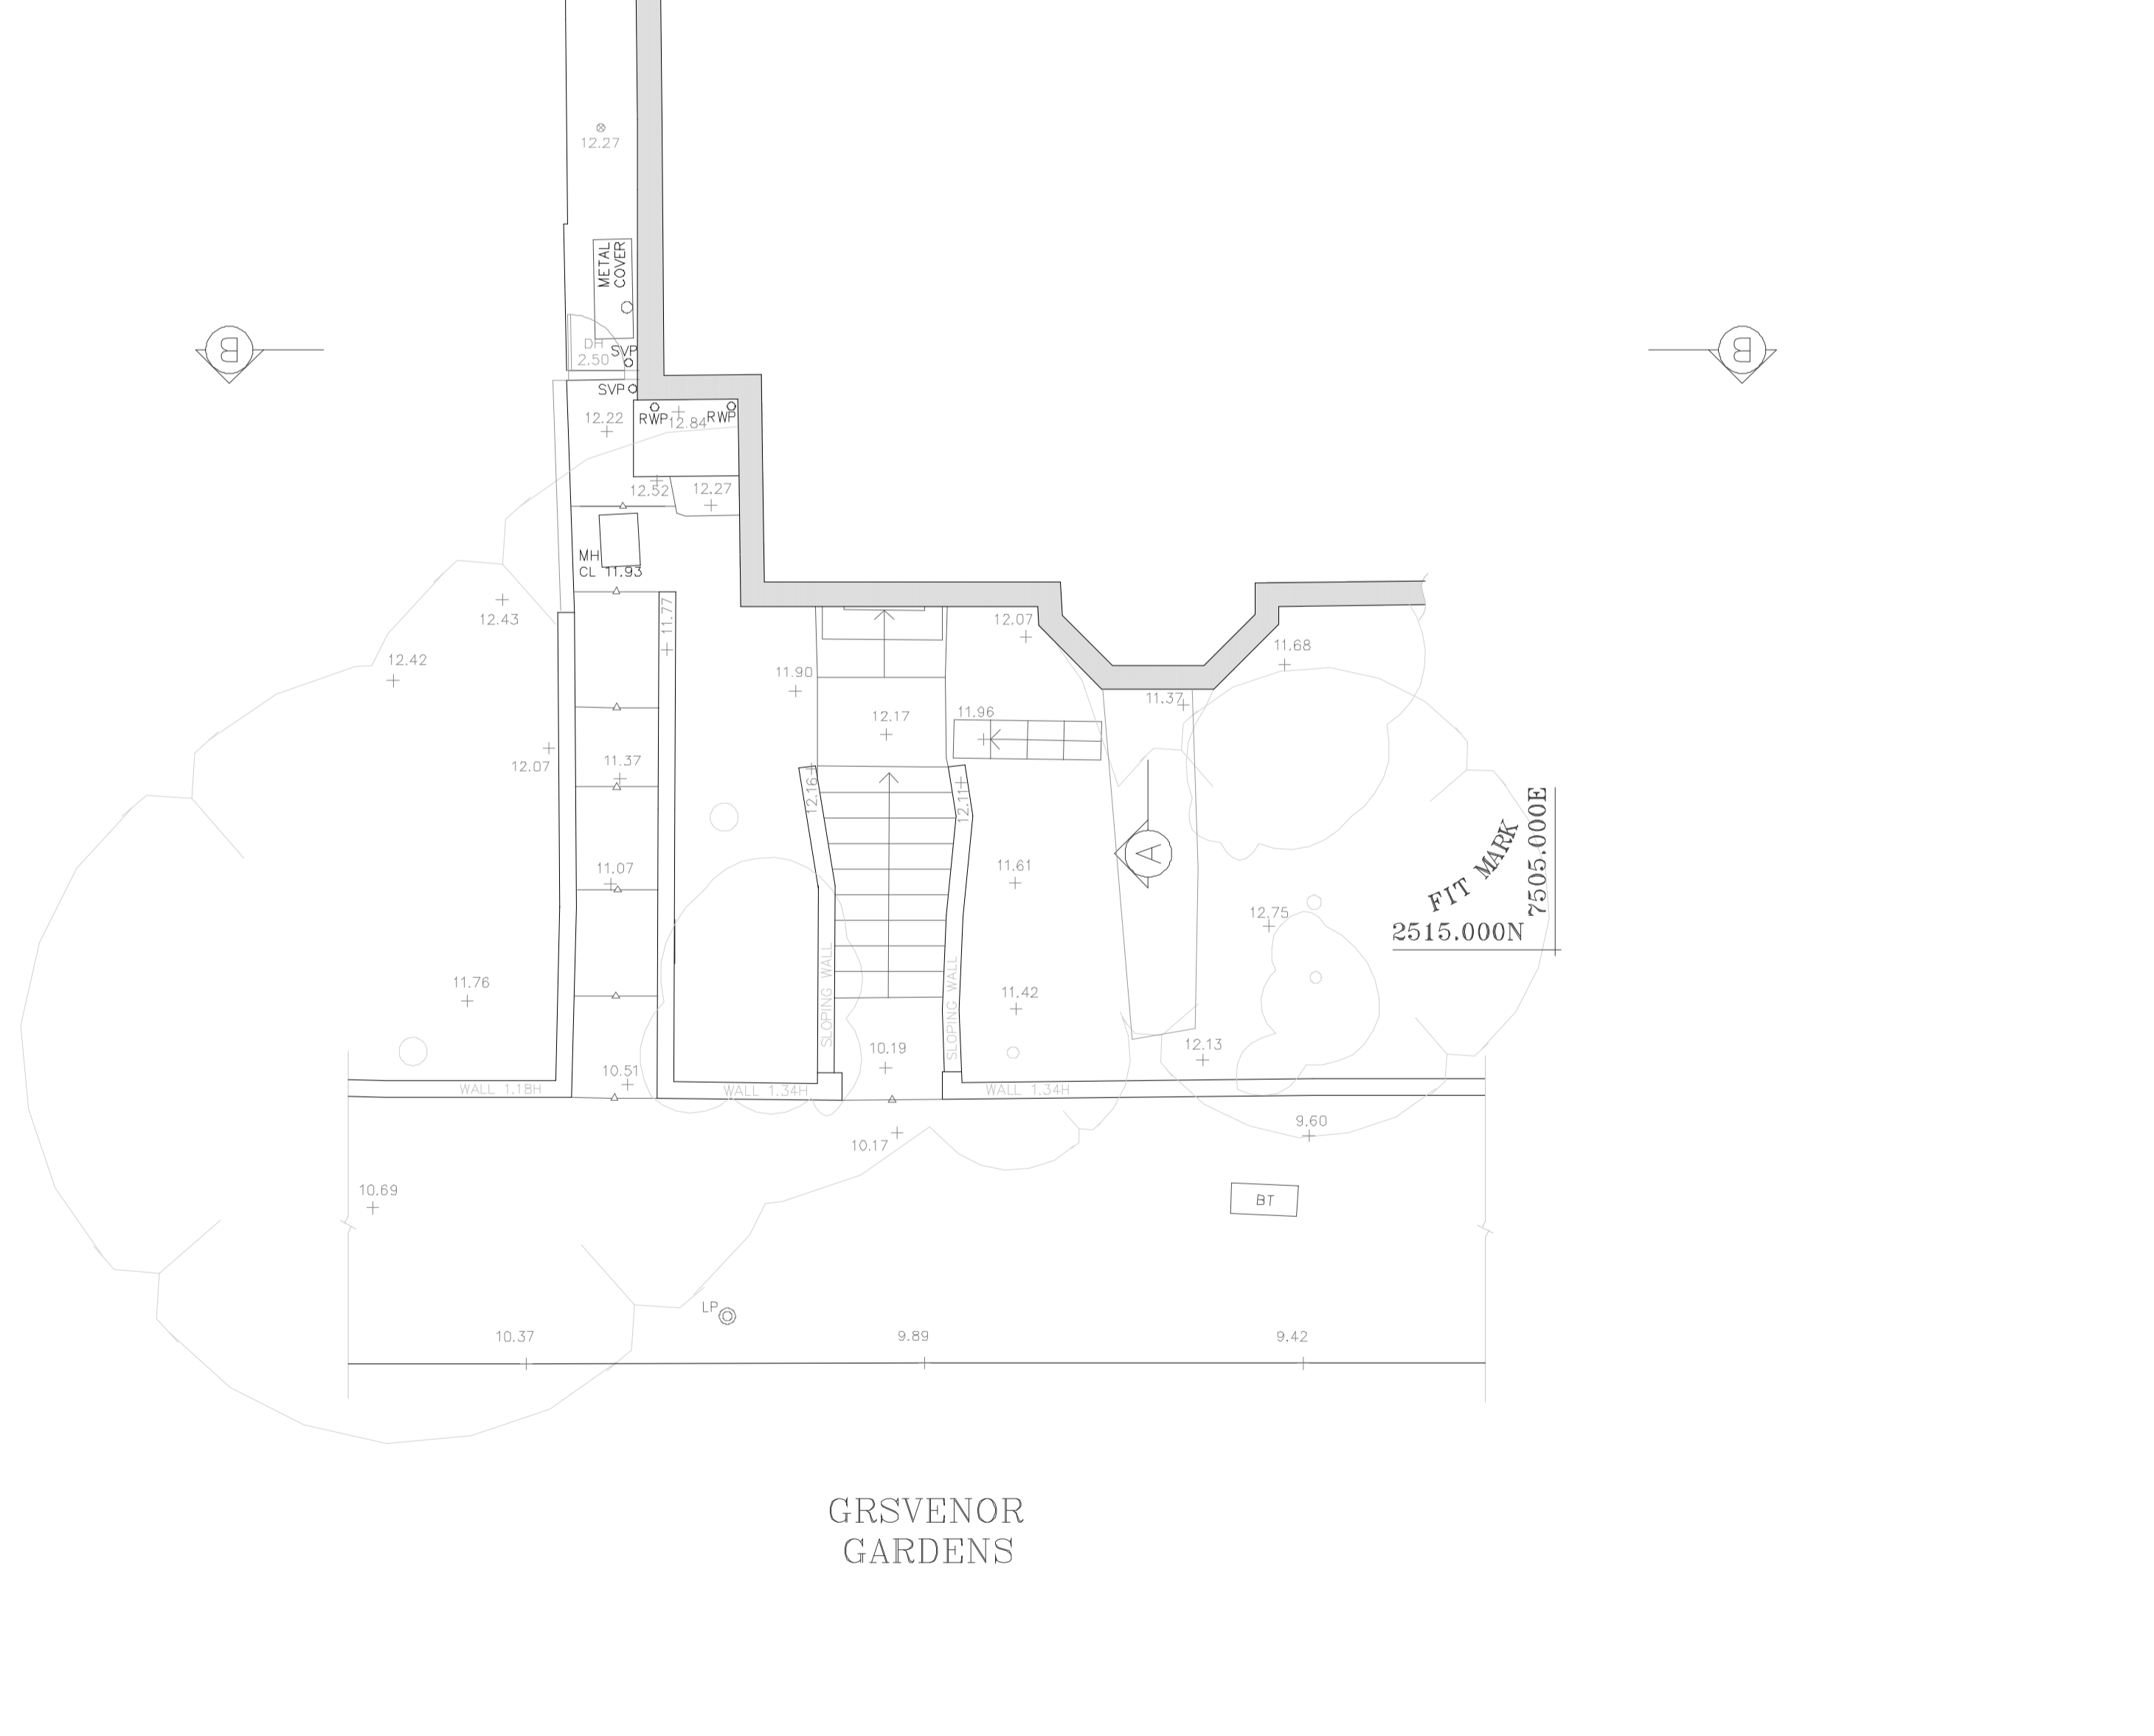 12.27
METAL
COVER
B
B
DH
2.50
SVP
SVP
12.22
RWP
12.84
RWP
12.52
12.27
MH
CL 11.93
12.43
11.77
12.07
11.68
12.42
11.90
11.37
11.96
12.17
12.07
11.37
12.16
12.11
7505.000E
FIT MARK
A
11.07
11.61
12.75
2515.000N
11.76
SLOPING WALL
SLOPING WALL
11.42
10.51
10.19
12.13
WALL 1.18H
WALL 1.34H
WALL 1.34H
9.60
10.17
10.69
BT
LP
10.37
9.89
9.42
GRSVENOR
GARDENS